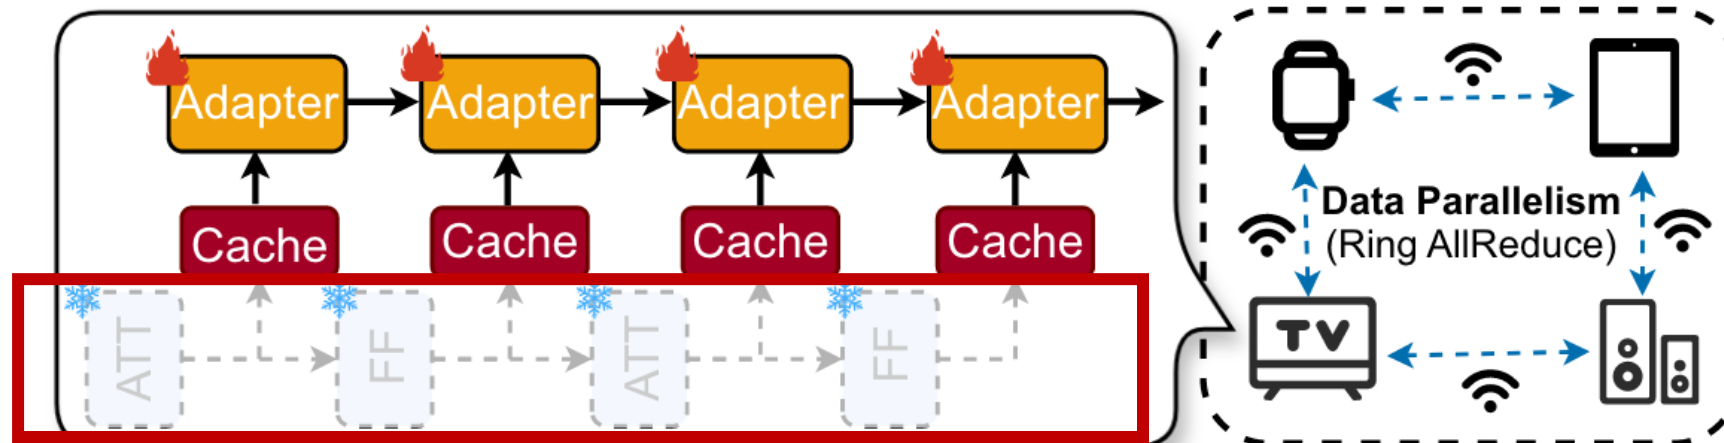 Adapter Adapter Adapter Adapter
Cache Cache Cache Cache
ATT FF ATT FF
Data Parallelism
(Ring AllReduce)
TV